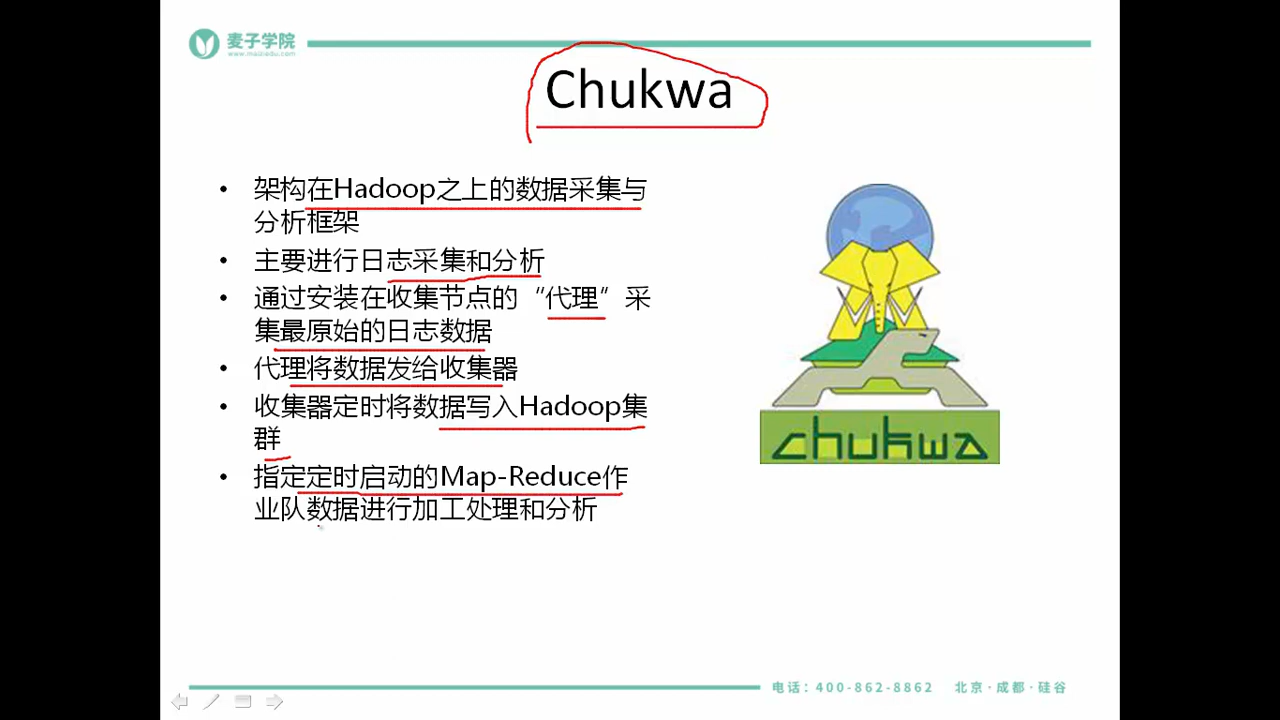 麦子学院
www.maiziedu.com
Chukwa
• 架构在Hadoop之上的数据采集与
分析框架
• 主要进行日志采集和分析
• 通过安装在收集节点的“代理”采
集最原始的日志数据
• 代理将数据发给收集器
• 收集器定时将数据写入Hadoop集
群
• 指定定时启动的Map-Reduce作
业队数据进行加工处理和分析
chukwa
电话：400-862-8862 北京·成都·硅谷